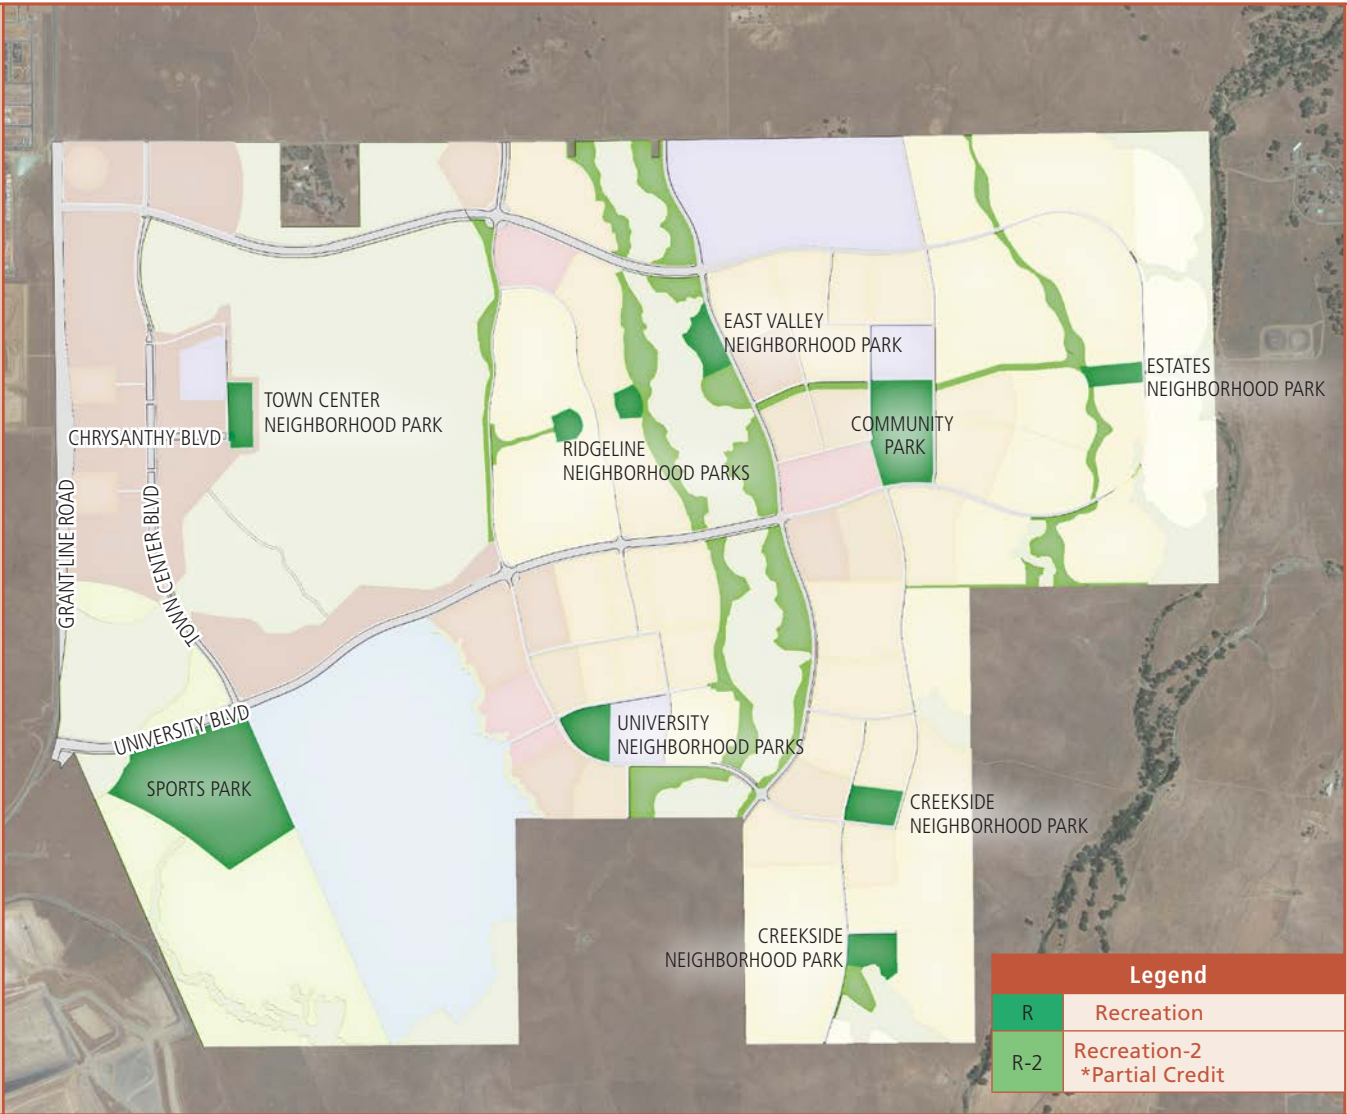 EAST VALLEY
NEIGHBORHOOD PARK
ESTATES
NEIGHBORHOOD PARK
TOWN CENTER
NEIGHBORHOOD PARK
CHRYSANTHY BLVD
COMMUNITY
PARK
RIDGELINE
NEIGHBORHOOD PARKS
GRANT LINE ROAD
TOWN CENTER BLVD
UNIVERSITY BLVD
UNIVERSITY
NEIGHBORHOOD PARKS
SPORTS PARK
CREEKSIDE
NEIGHBORHOOD PARK
CREEKSIDE
NEIGHBORHOOD PARK
Legend
R Recreation
R-2 Recreation-2
*Partial Credit